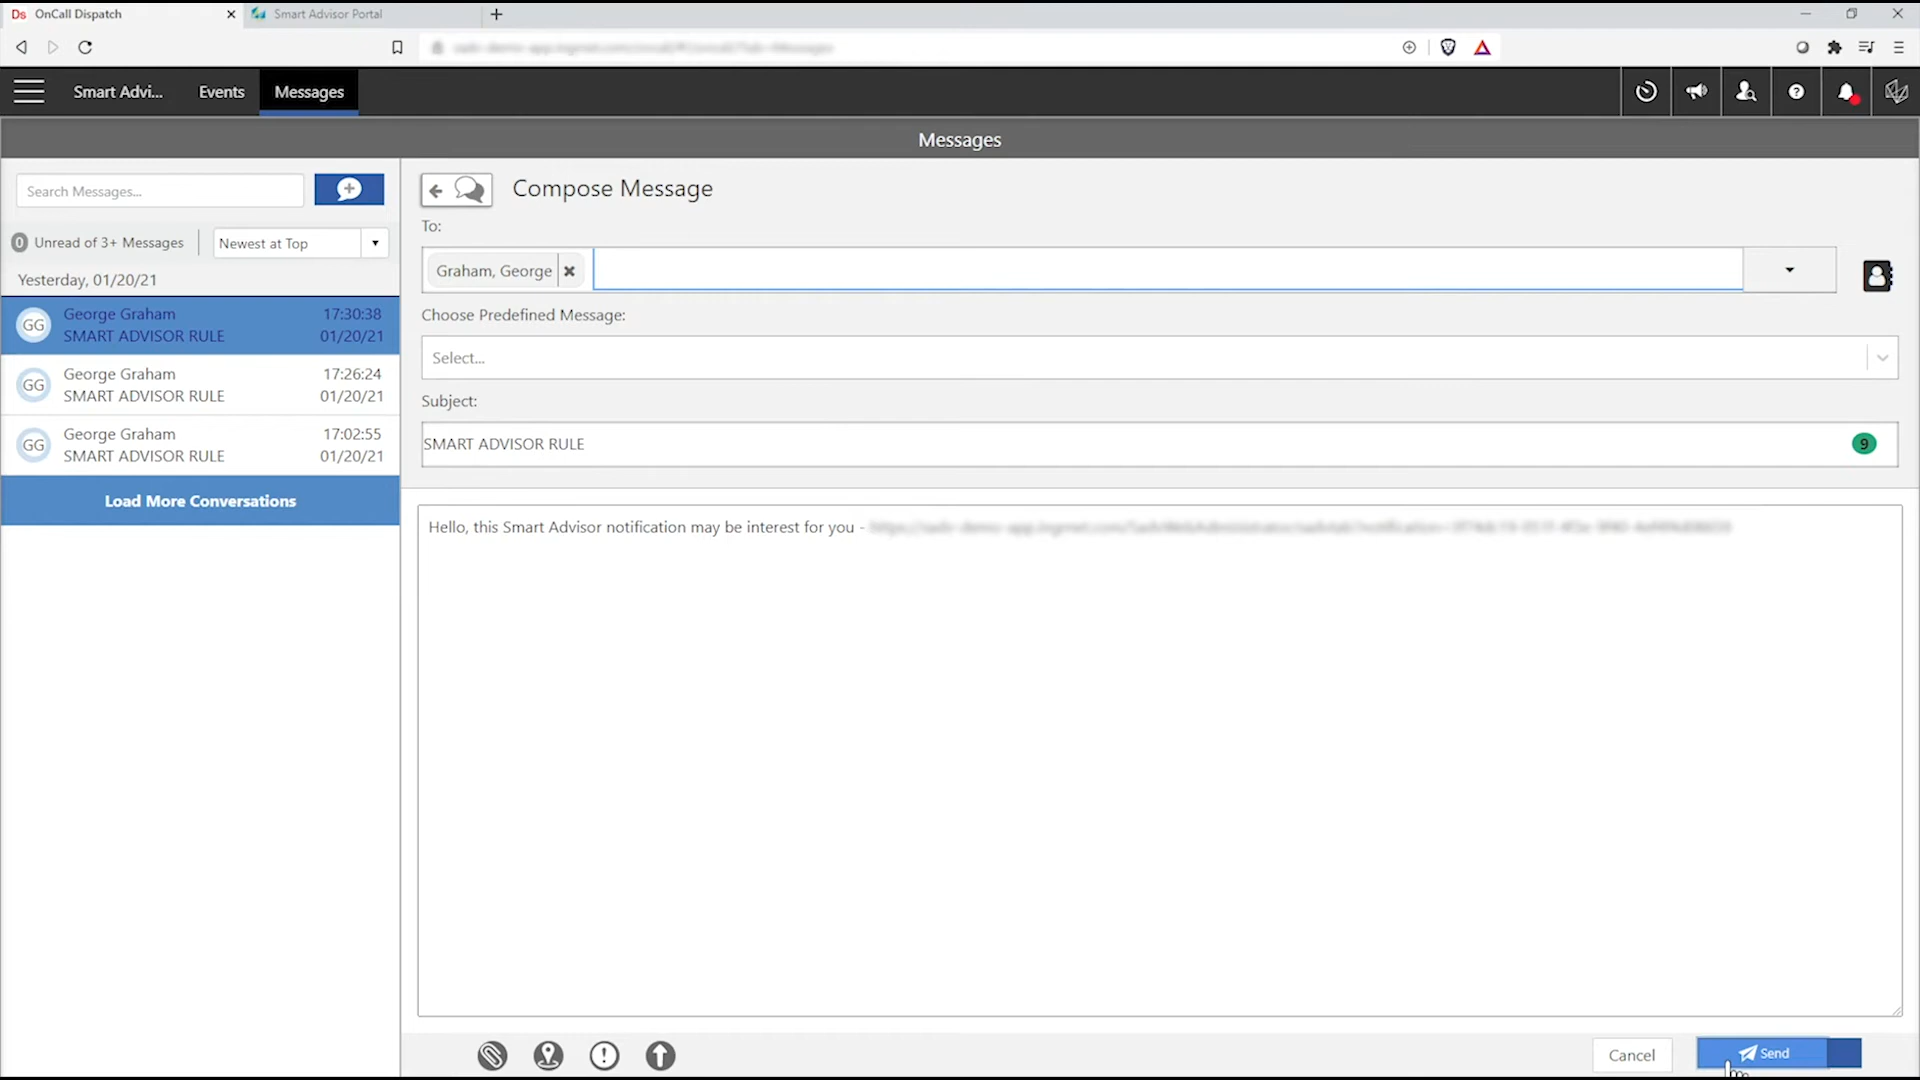 Ds OnCall Dispatch
Smart Advisor Portal
Smart Advi...
Events
Messages
Messages
Search Messages...
0 Unread of 3+ Messages
Newest at Top
Yesterday, 01/20/21
GG George Graham 17:30:38
SMART ADVISOR RULE 01/20/21
GG George Graham 17:26:24
SMART ADVISOR RULE 01/20/21
GG George Graham 17:02:55
SMART ADVISOR RULE 01/20/21
Load More Conversations
Compose Message
To:
Graham, George
Choose Predefined Message:
Select...
Subject:
SMART ADVISOR RULE 9
Hello, this Smart Advisor notification may be interest for you -
Cancel
Send